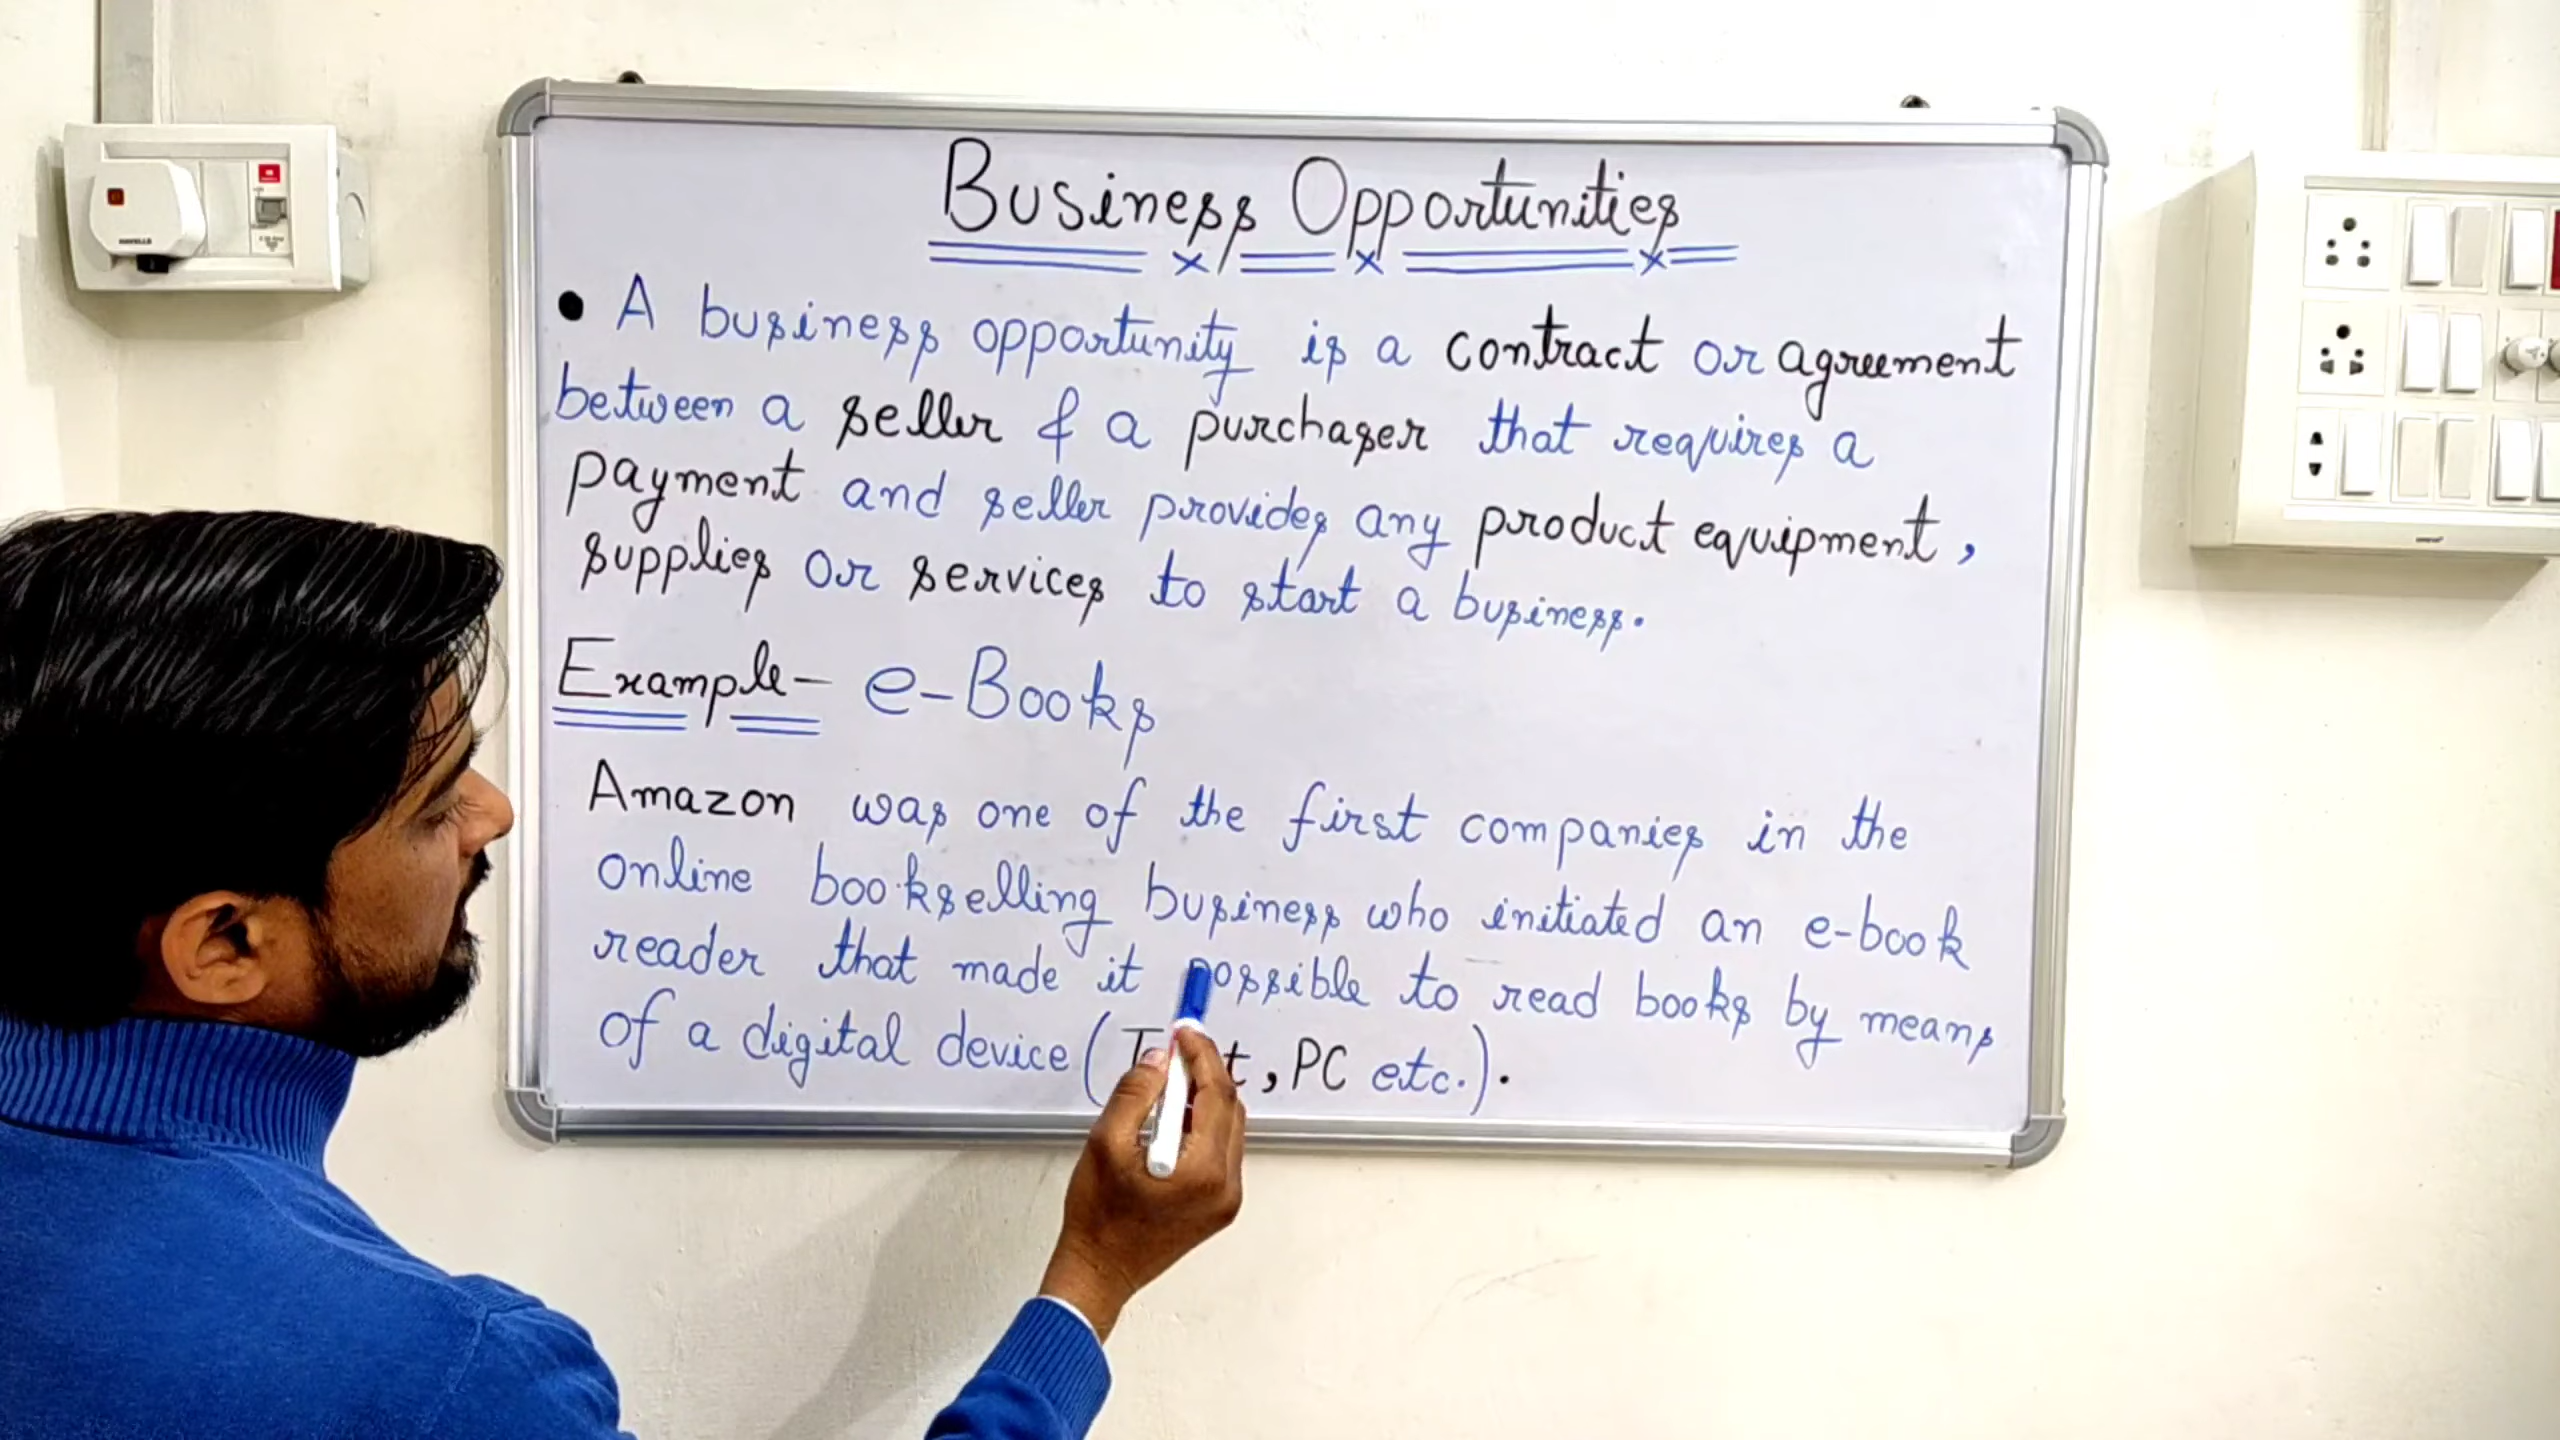 Business Opportunities
• A business opportunity is a contract or agreement
between a seller & a purchaser that requires a
payment and seller provides any product equipment,
supplies or services to start a business.
Example - e-Books
Amazon was one of the first companies in the
online bookselling business who initiated an e-book
reader that made it possible to read books by means
of a digital device ( , PC etc.).
HAVELLS